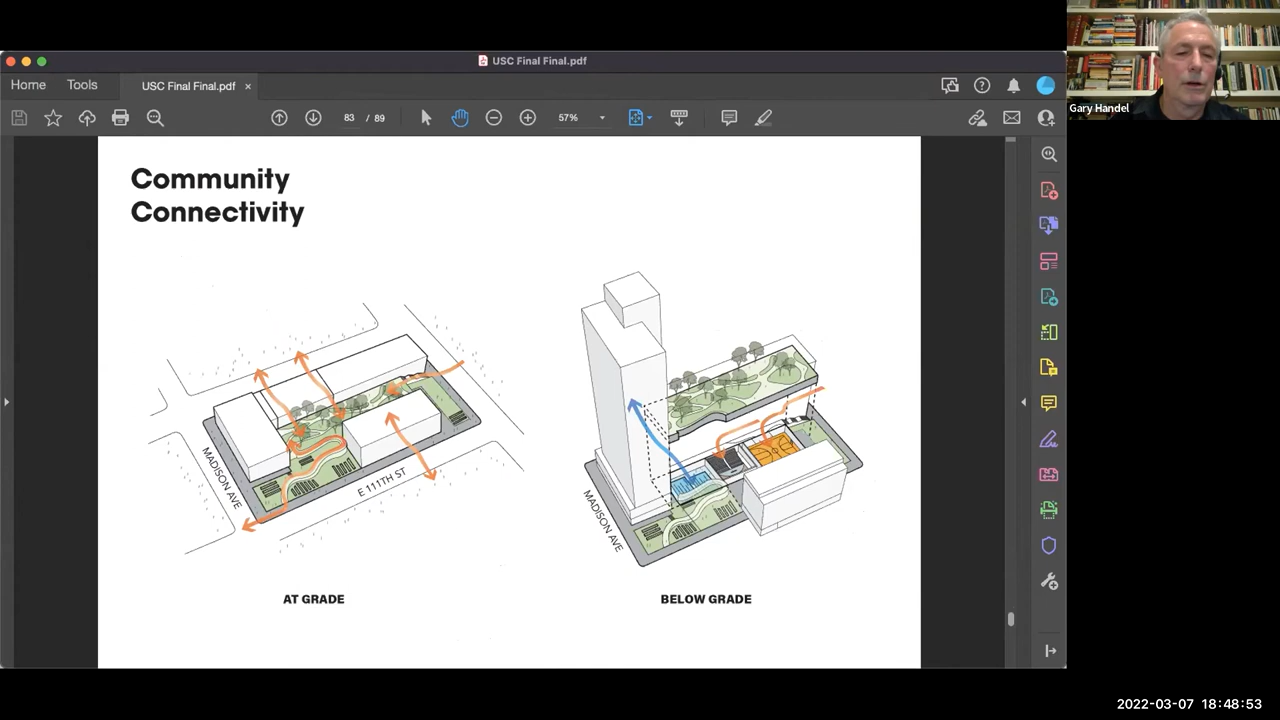 USC Final Final.pdf
Home
Tools
USC Final Final.pdf
83
89
57%
Gary Handel
Community
Connectivity
MADISON AVE
E 111TH ST
MADISON AVE
AT GRADE
BELOW GRADE
2022-03-07 18:48:53